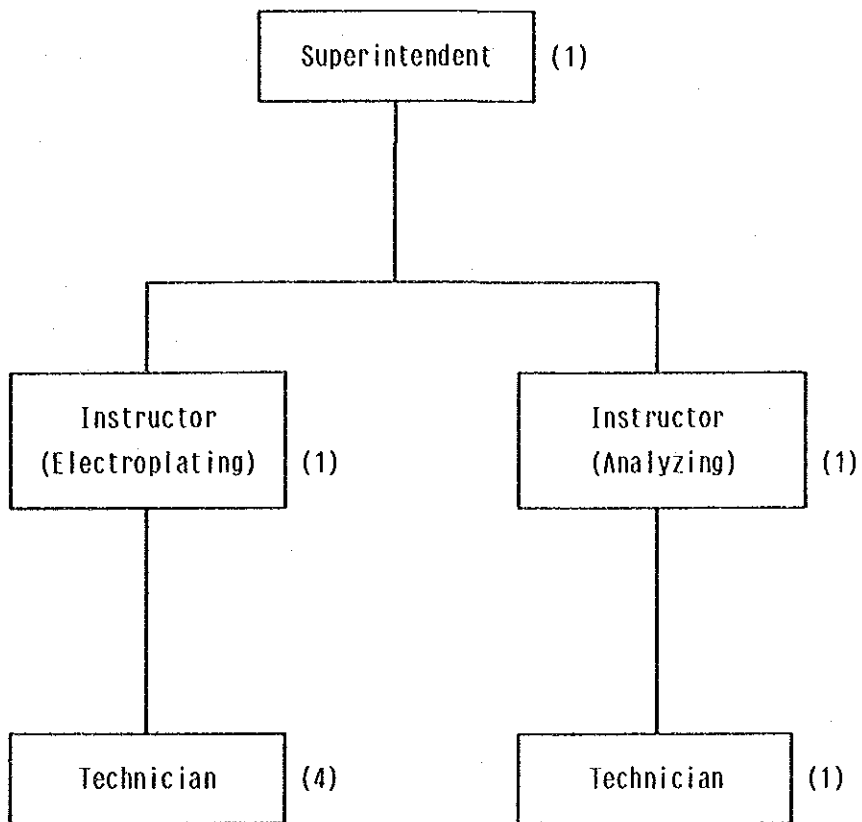 Superintendent (1)
Instructor
(Electroplating) (1)
Instructor
(Analyzing) (1)
Technician (4)
Technician (1)